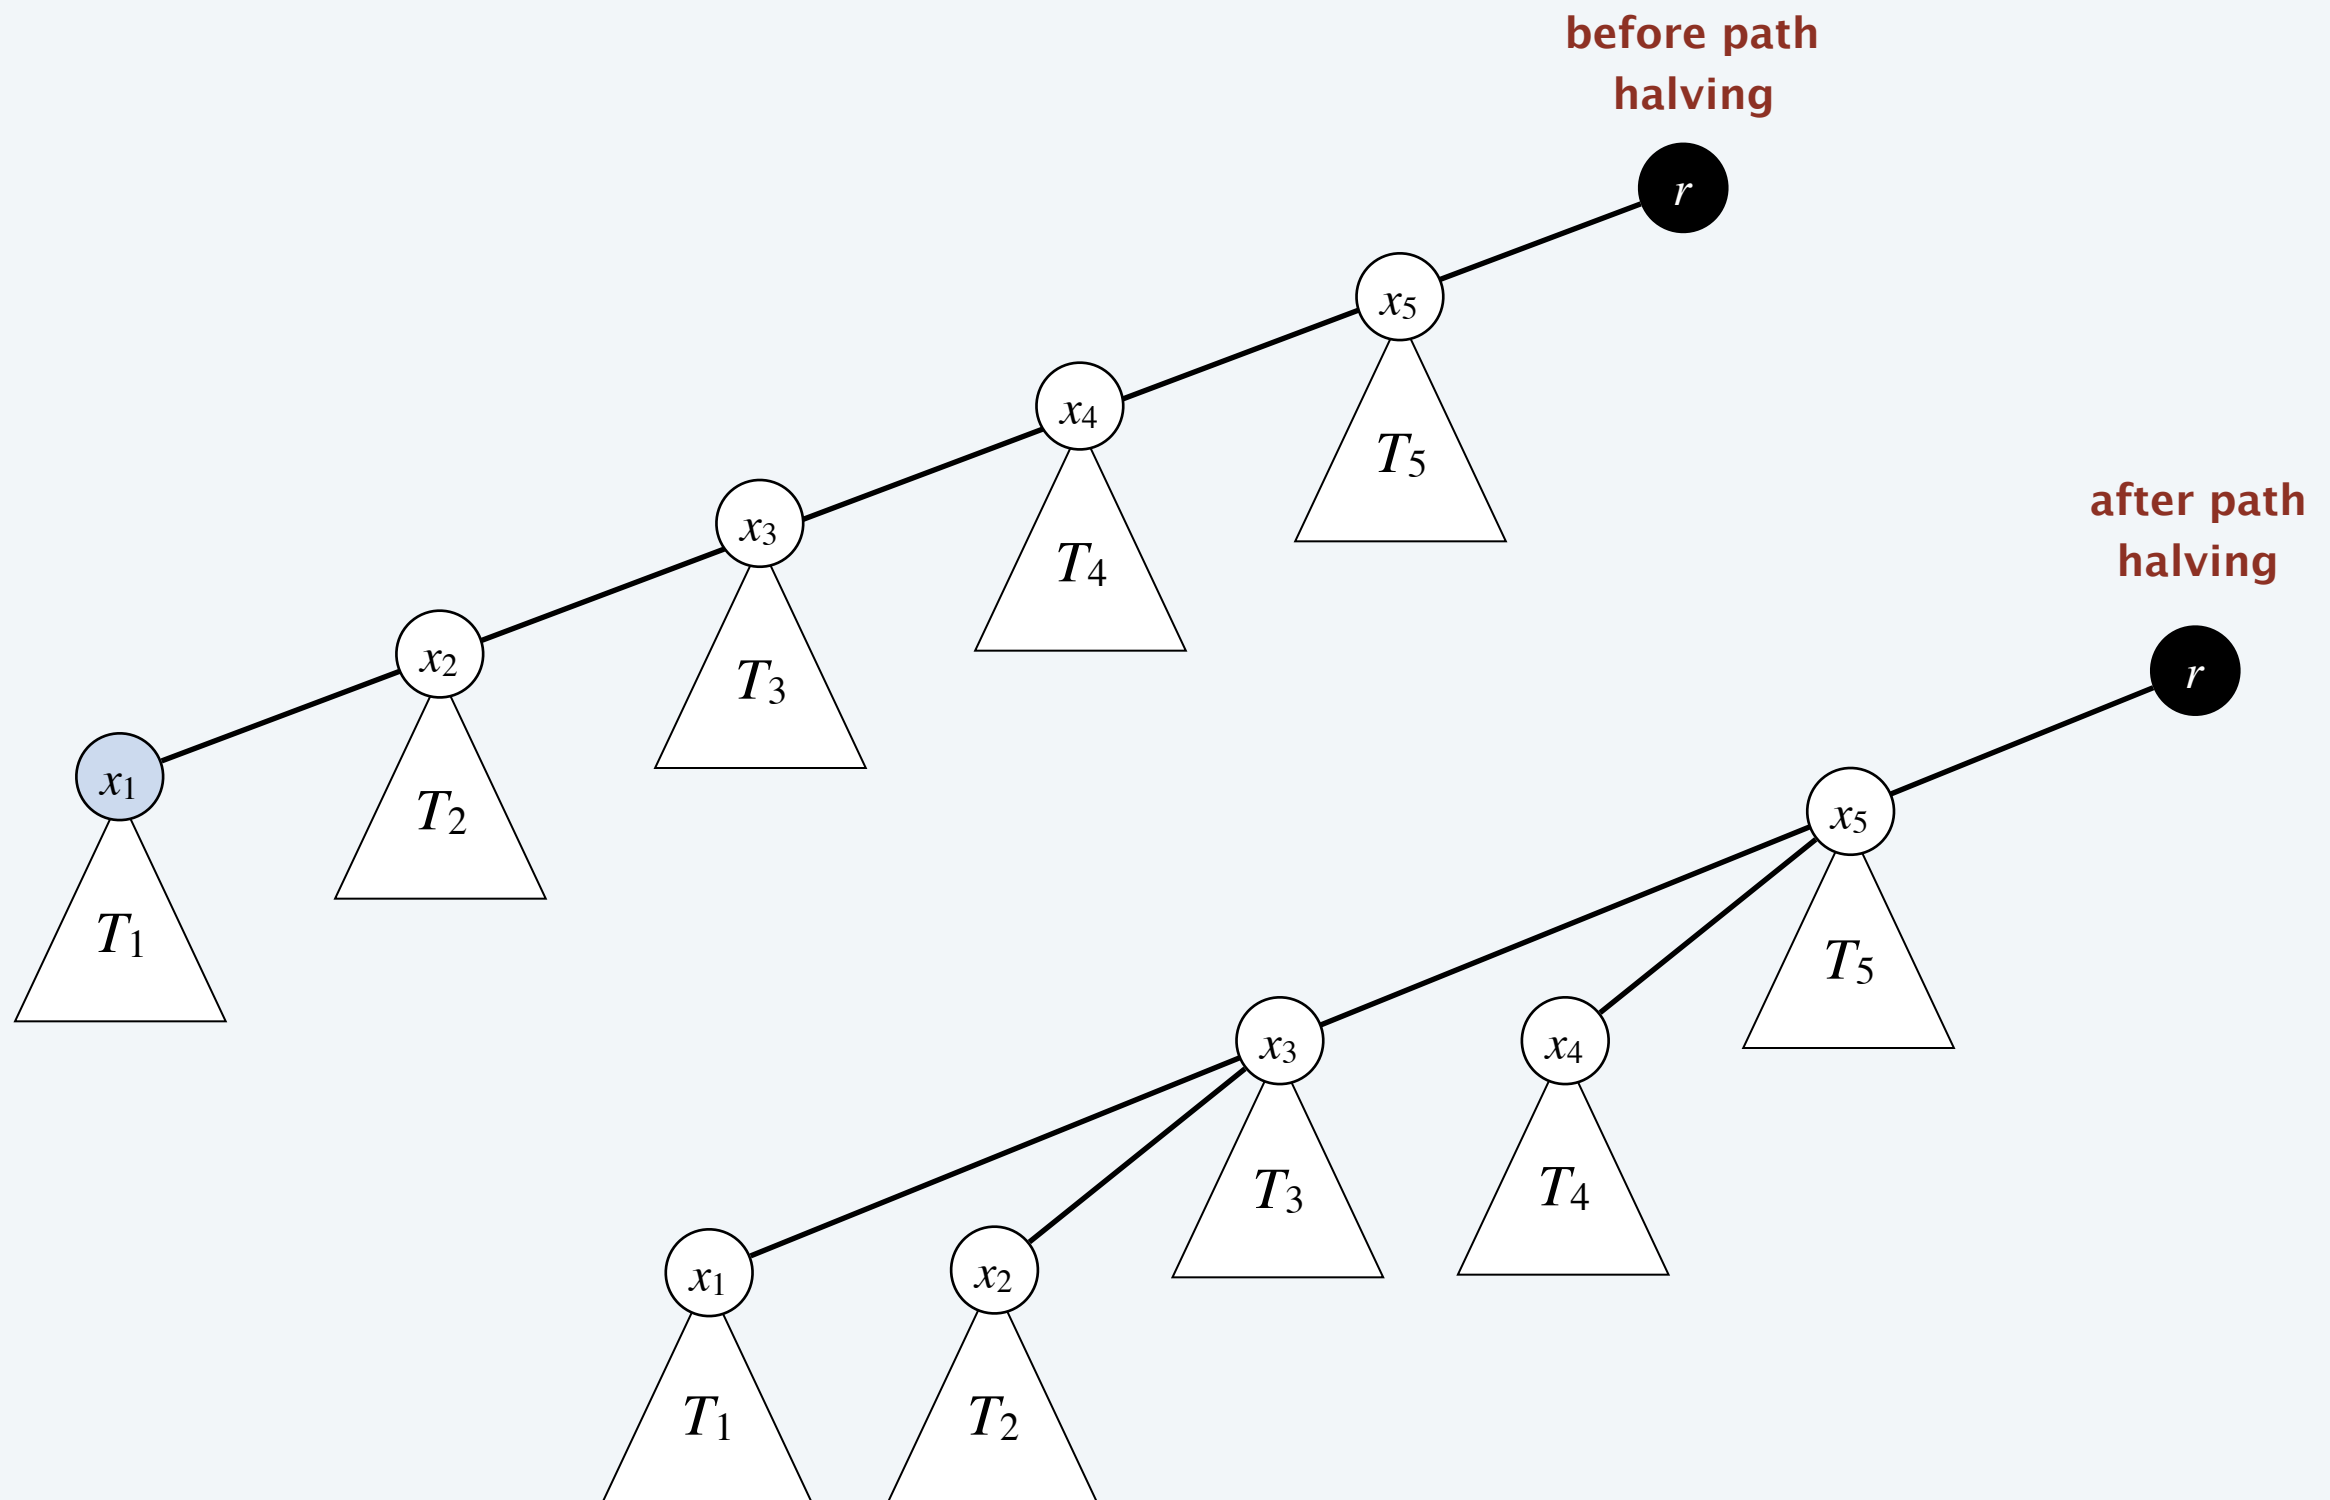 before path
halving
r
x5
x4
T5
x3
T4
x2
T3
x1
T2
T1
after path
halving
r
x5
T5
x3
x4
T3
T4
x1
x2
T1
T2